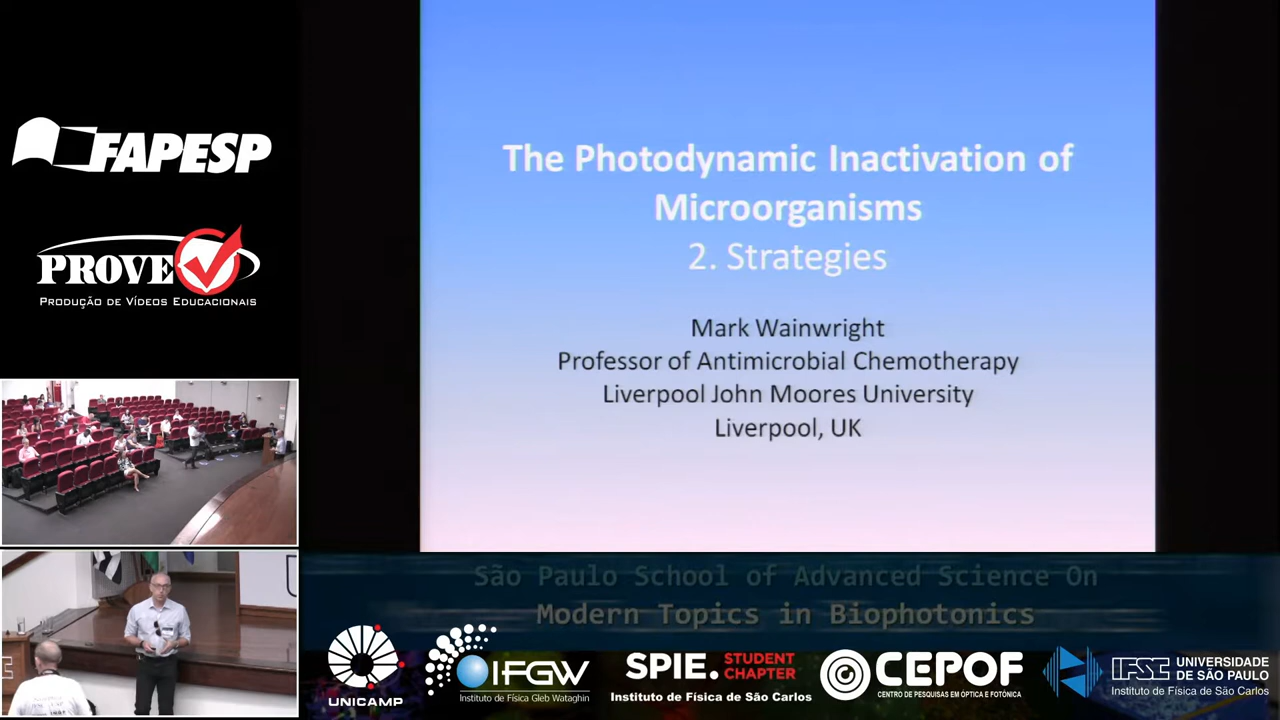 FAPESP
PROVE
PRODUÇÃO DE VÍDEOS EDUCACIONAIS
The Photodynamic Inactivation of
Microorganisms
2. Strategies
Mark Wainwright
Professor of Antimicrobial Chemotherapy
Liverpool John Moores University
Liverpool, UK
São Paulo School of Advanced Science On
Modern Topics in Biophotonics
UNICAMP
IFGW
Instituto de Física Gleb Wataghin
SPIE. STUDENT
CHAPTER
Instituto de Física de São Carlos
CEPOF
CENTRO DE PESQUISAS EM ÓPTICA E FOTÔNICA
IFSC UNIVERSIDADE
DE SÃO PAULO
Instituto de Física de São Carlos